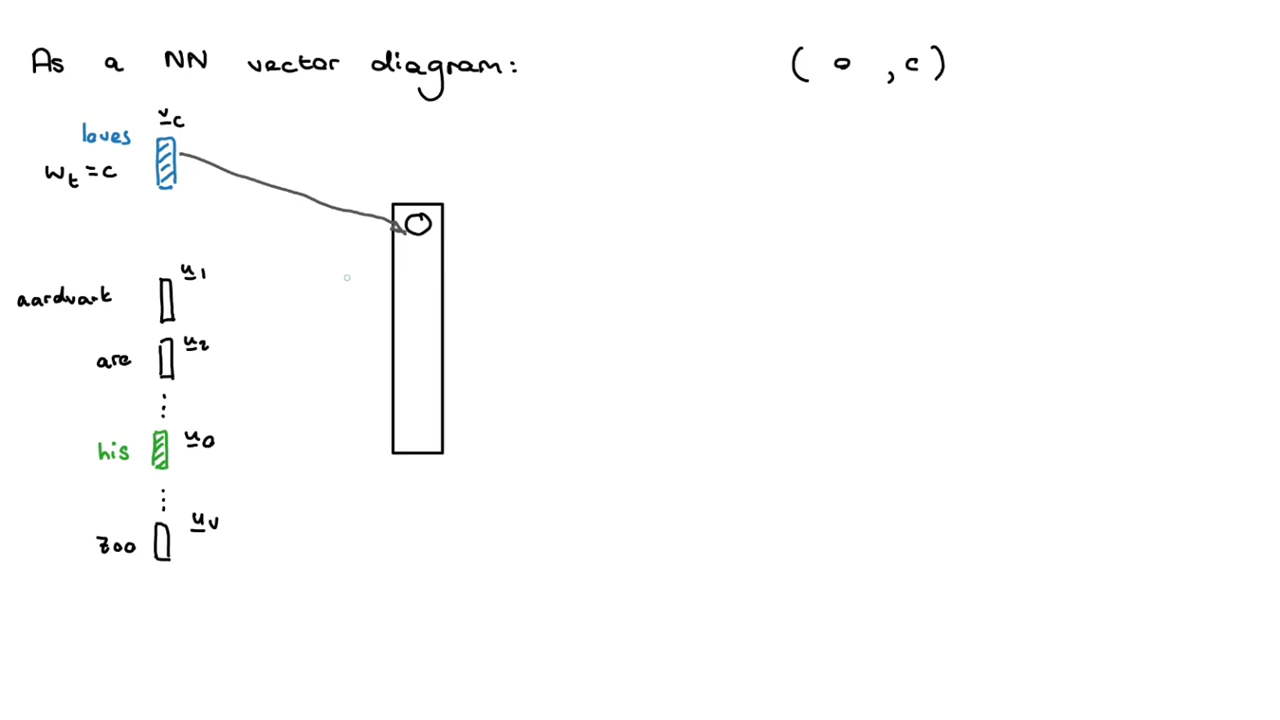 As a NN vector diagram:
( o , c )
v_c
loves
w_t = c
u_1
aardvark
u_2
are
⋮
u_o
his
⋮
u_v
zoo